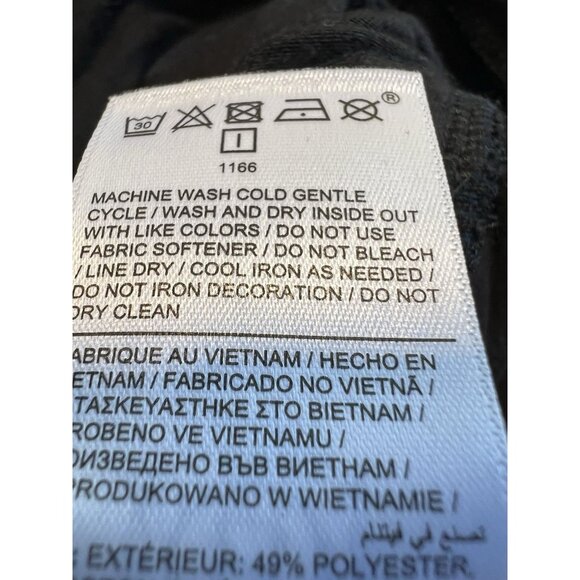 30
®
1166
MACHINE WASH COLD GENTLE
CYCLE / WASH AND DRY INSIDE OUT
WITH LIKE COLORS / DO NOT USE
FABRIC SOFTENER / DO NOT BLEACH
/ LINE DRY / COOL IRON AS NEEDED /
DO NOT IRON DECORATION / DO NOT
DRY CLEAN
ABRIQUE AU VIETNAM / HECHO EN
ETNAM / FABRICADO NO VIETNÃ /
ΤΑΣΚΕΥΑΣΤΗΚΕ ΣΤΟ ΒΙΕΤΝΑΜ /
ROBENO VE VIETNAMU /
ОИЗВЕДЕНО ВЪВ ВИЕТНАМ /
PRODUKOWANO W WIETNAMIE /
تصنع في فيتنام
: EXTÉRIEUR: 49% POLYESTER,